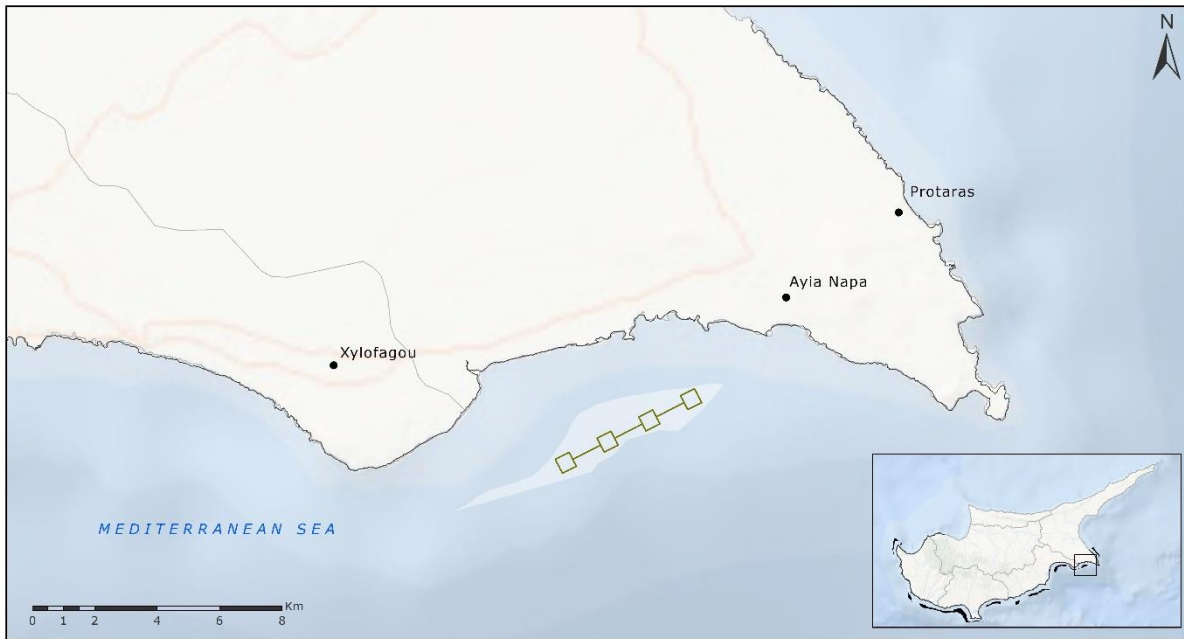 N
Protaras
Ayia Napa
Xylofagou
MEDITERRANEAN SEA
Km
0 1 2 4 6 8